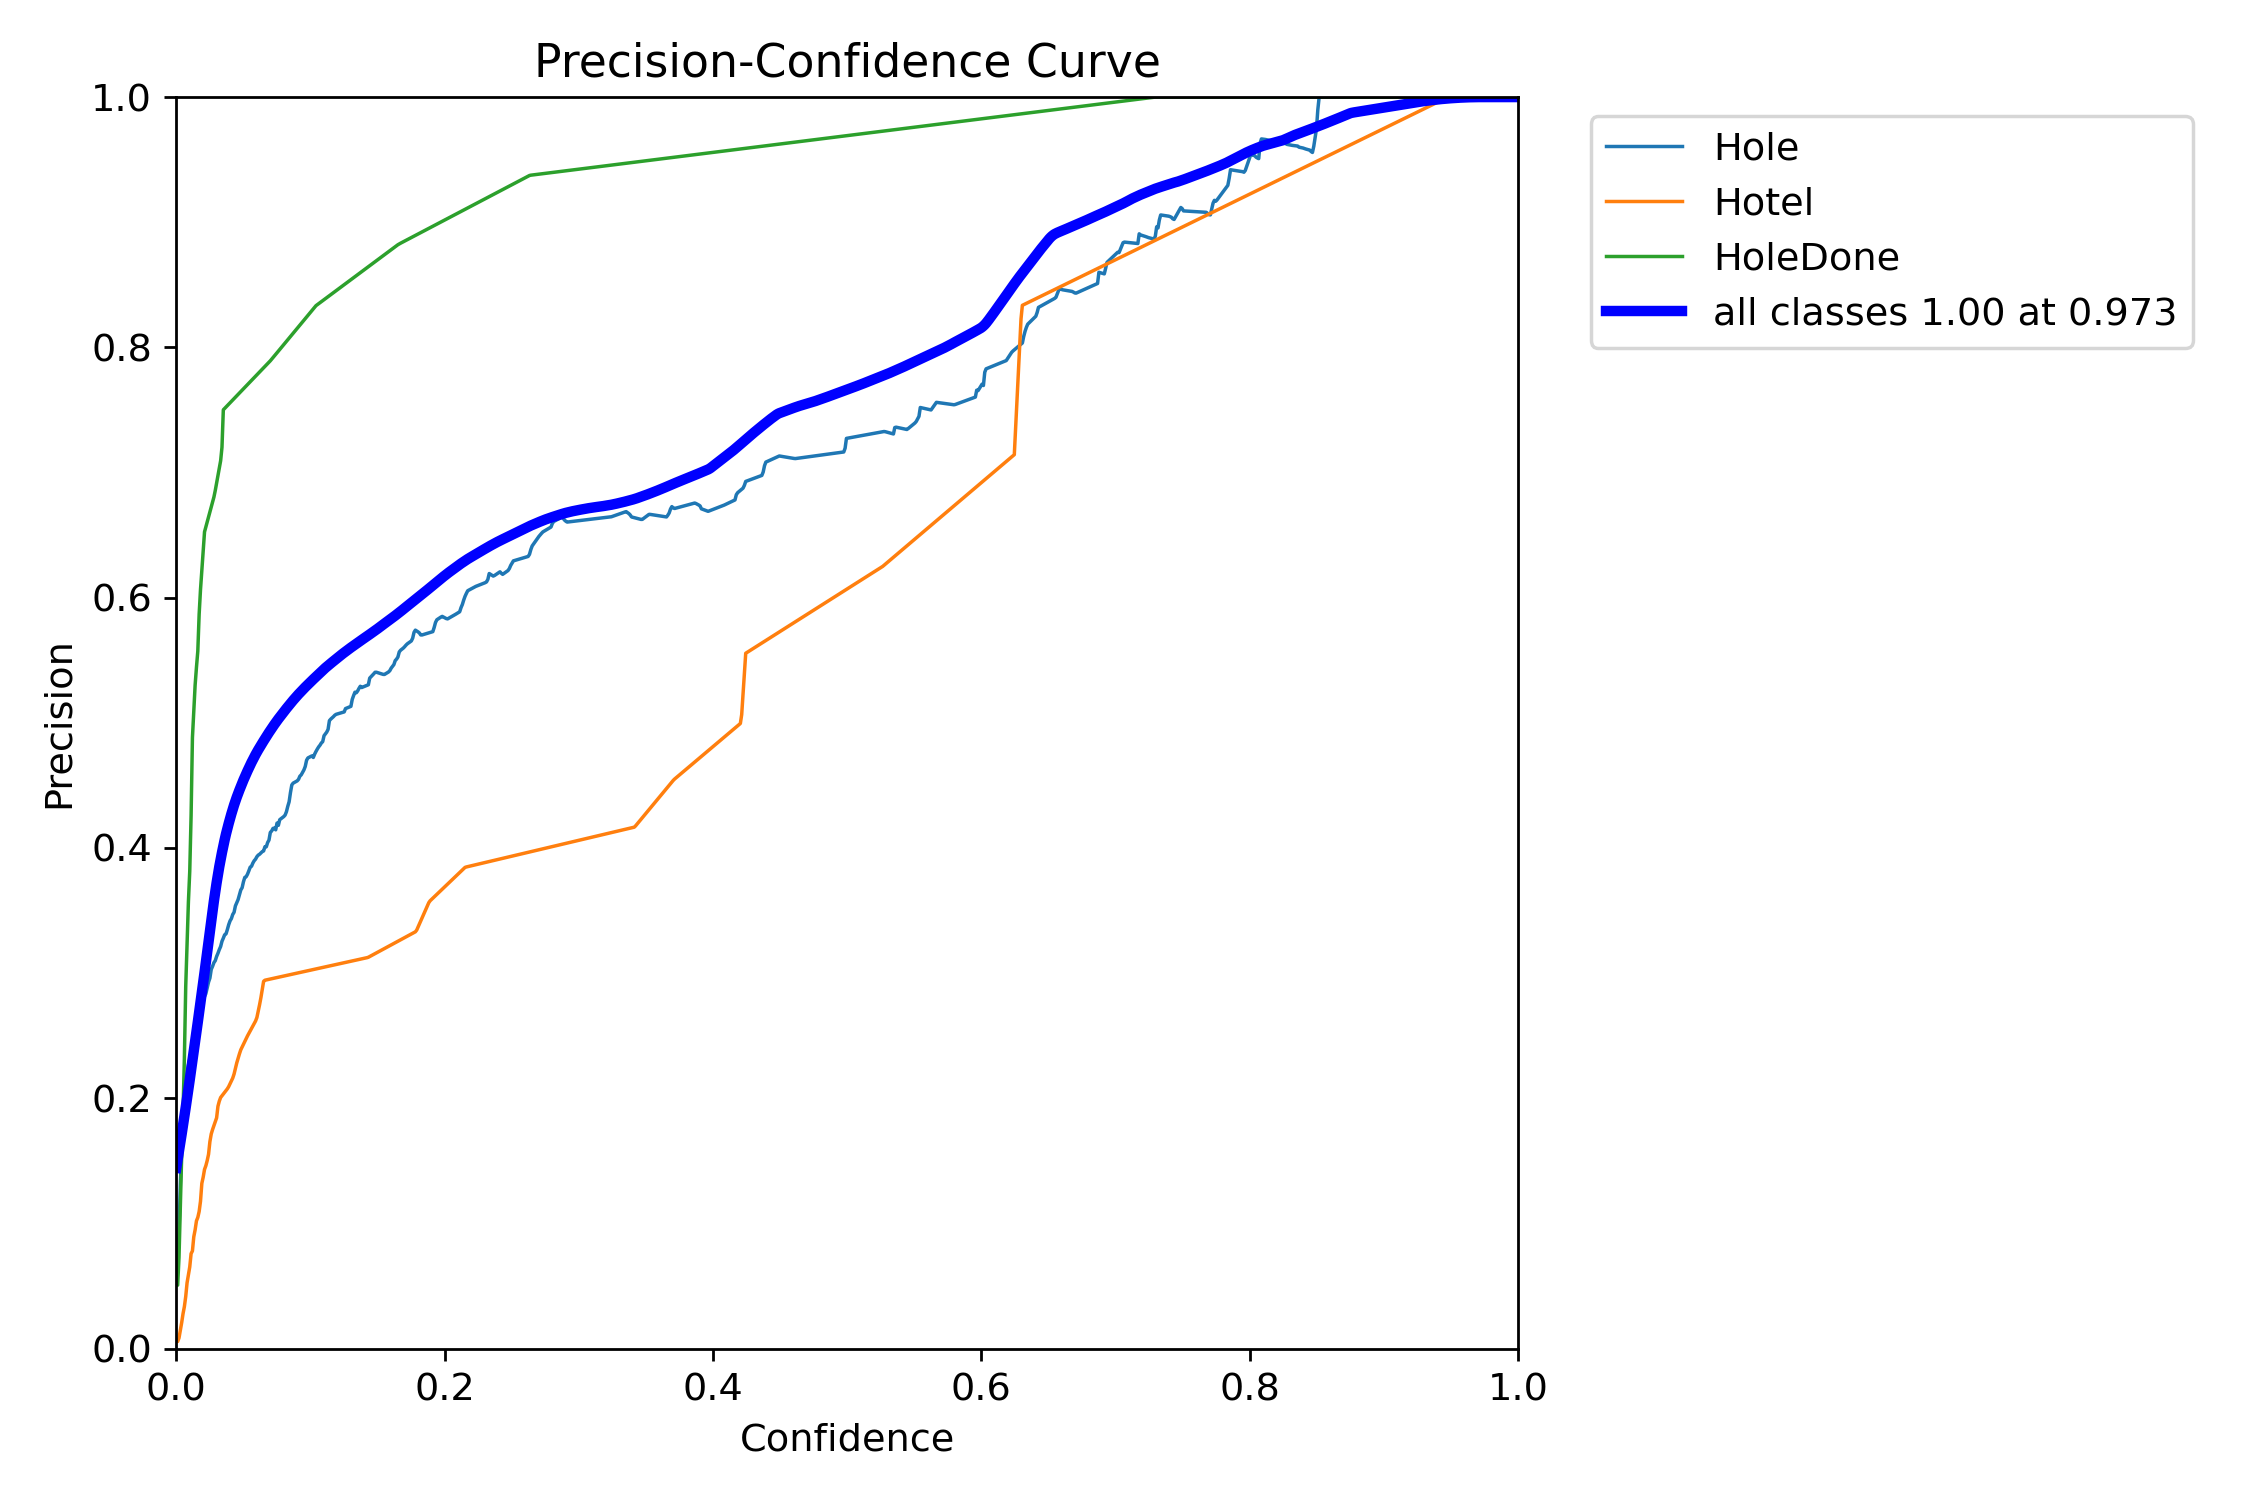 Precision-Confidence Curve
1.0
0.8
0.6
0.4
0.2
0.0
Precision
0.0 0.2 0.4 0.6 0.8 1.0
Confidence
Hole
Hotel
HoleDone
all classes 1.00 at 0.973